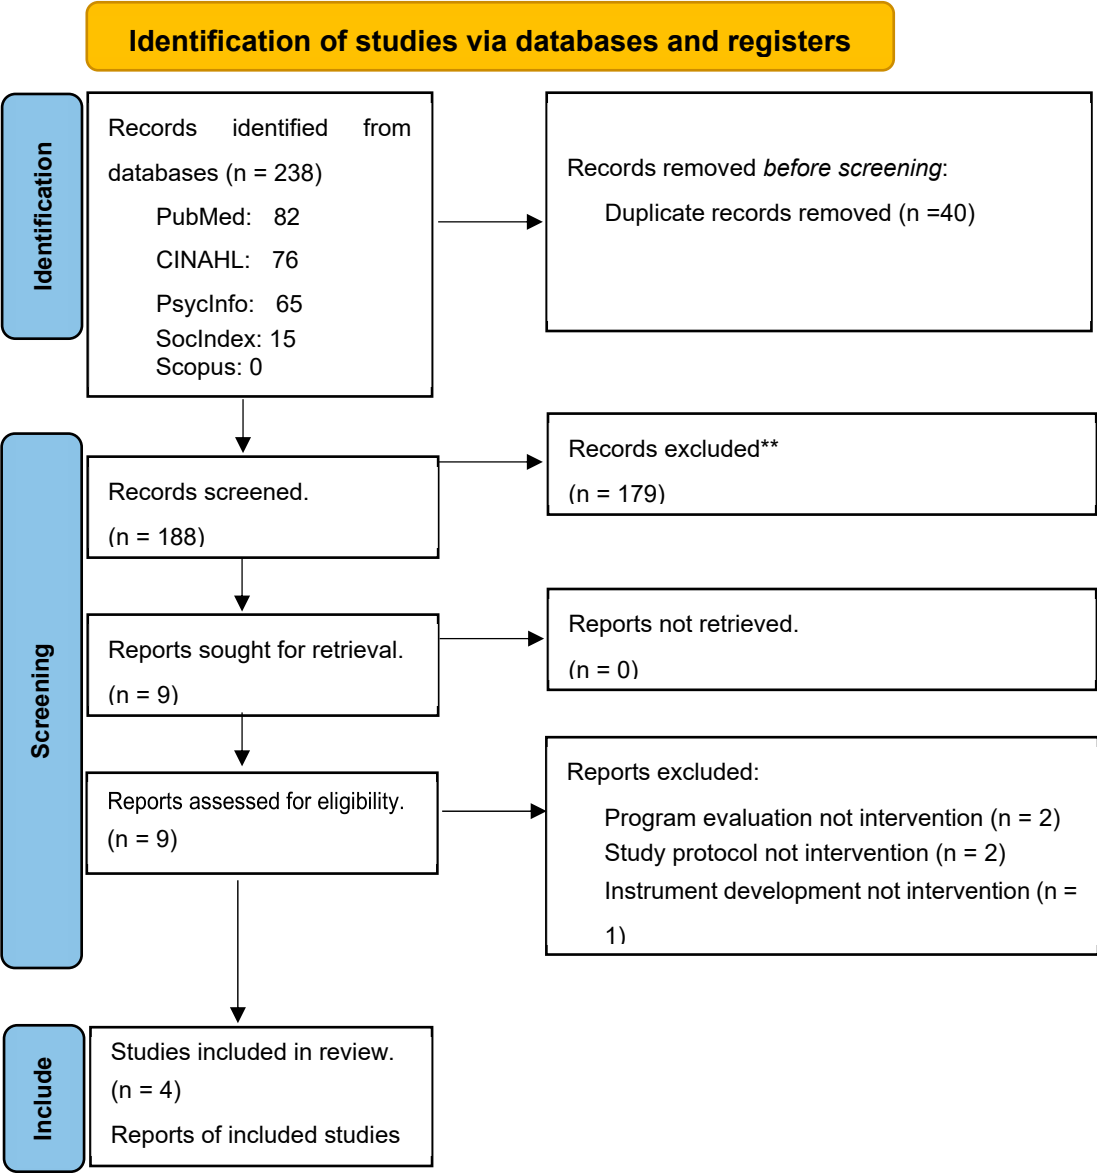 Identification of studies via databases and registers
Identification
Records identified from
databases (n = 238)
PubMed: 82
CINAHL: 76
PsycInfo: 65
SocIndex: 15
Scopus: 0
Records removed before screening:
Duplicate records removed (n =40)
Screening
Records screened.
(n = 188)
Records excluded**
(n = 179)
Reports sought for retrieval.
(n = 9)
Reports not retrieved.
(n = 0)
Reports assessed for eligibility.
(n = 9)
Reports excluded:
Program evaluation not intervention (n = 2)
Study protocol not intervention (n = 2)
Instrument development not intervention (n =
1)
Include
Studies included in review.
(n = 4)
Reports of included studies